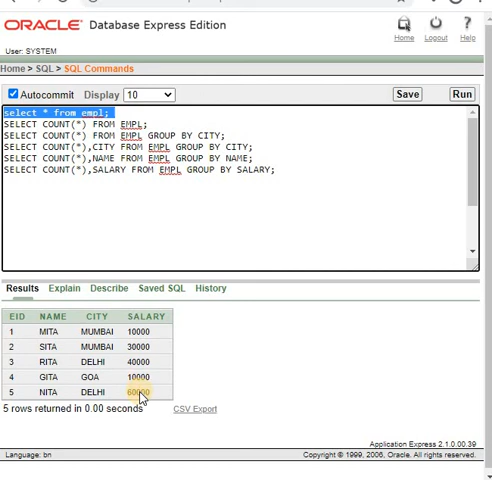 ORACLE® Database Express Edition
Home Logout Help
User: SYSTEM
Home > SQL > SQL Commands
Autocommit Display 10 Save Run
select * from empl;
SELECT COUNT(*) FROM EMPL;
SELECT COUNT(*) FROM EMPL GROUP BY CITY;
SELECT COUNT(*),CITY FROM EMPL GROUP BY CITY;
SELECT COUNT(*),NAME FROM EMPL GROUP BY NAME;
SELECT COUNT(*),SALARY FROM EMPL GROUP BY SALARY;
Results Explain Describe Saved SQL History
EID NAME CITY SALARY
1 MITA MUMBAI 10000
2 SITA MUMBAI 30000
3 RITA DELHI 40000
4 GITA GOA 10000
5 NITA DELHI 60000
5 rows returned in 0.00 seconds CSV Export
Application Express 2.1.0.00.39
Language: bn Copyright © 1999, 2006, Oracle. All rights reserved.